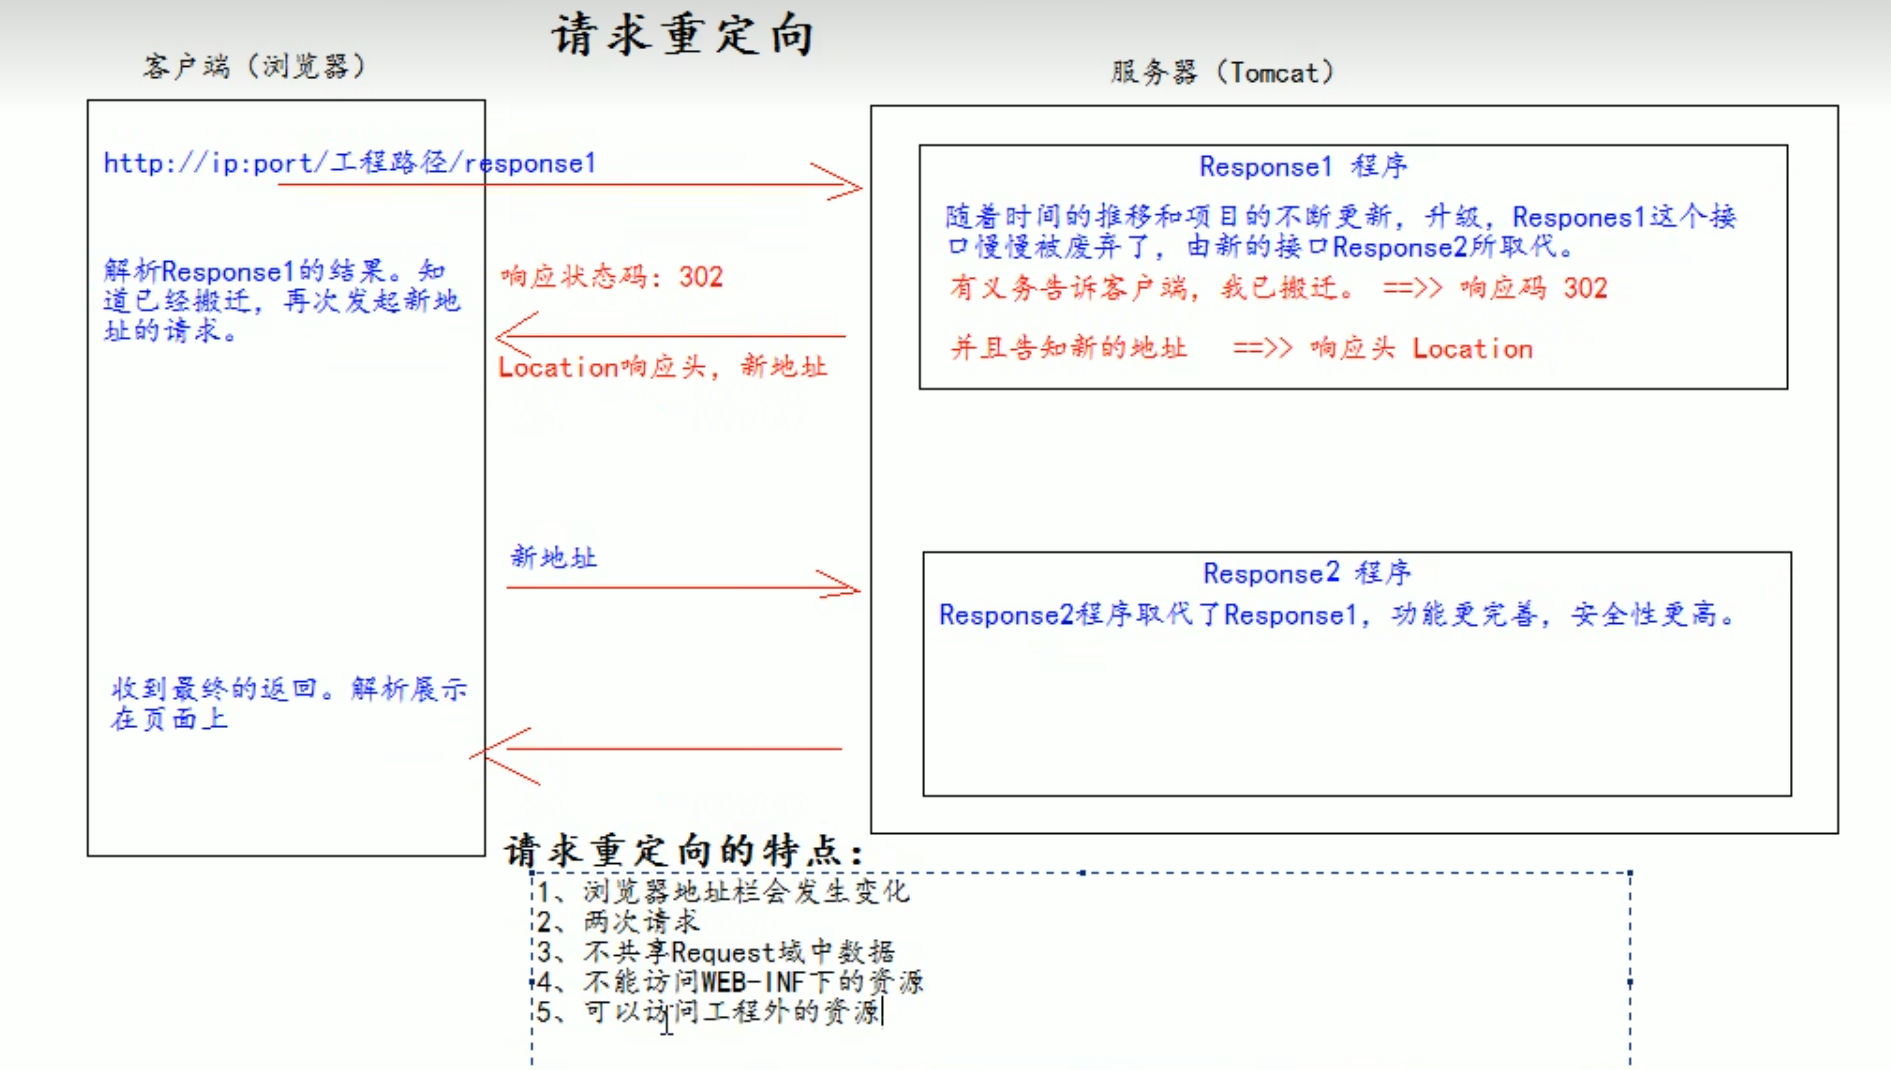 请求重定向
客户端（浏览器）
服务器（Tomcat）
http://ip:port/工程路径/response1
解析Response1的结果。知
道已经搬迁，再次发起新地
址的请求。
响应状态码：302
Location响应头，新地址
Response1 程序
随着时间的推移和项目的不断更新，升级，Respones1这个接
口慢慢被废弃了，由新的接口Response2所取代。
有义务告诉客户端，我已搬迁。 ==>> 响应码 302
并且告知新的地址 ==>> 响应头 Location
新地址
Response2 程序
Response2程序取代了Response1，功能更完善，安全性更高。
收到最终的返回。解析展示
在页面上
请求重定向的特点：
1、浏览器地址栏会发生变化
2、两次请求
3、不共享Request域中数据
4、不能访问WEB-INF下的资源
5、可以访问工程外的资源